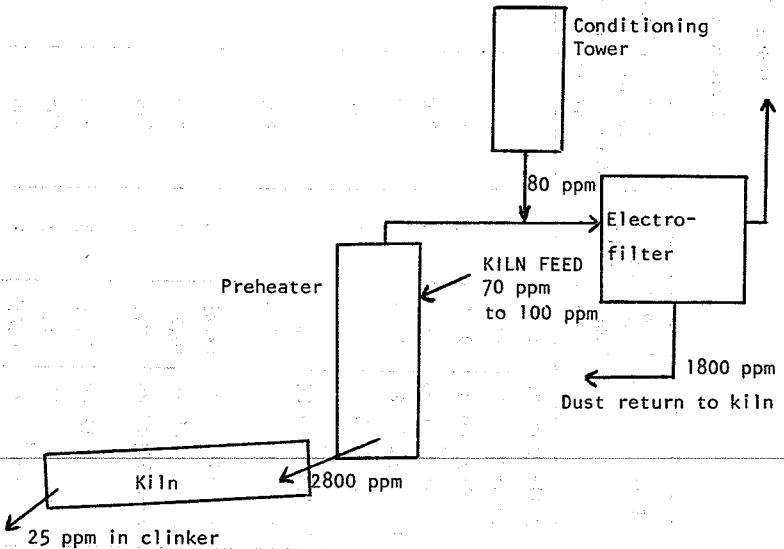 Conditioning
Tower
80 ppm
Electro-
filter
Preheater
KILN FEED
70 ppm
to 100 ppm
1800 ppm
Dust return to kiln
Kiln
2800 ppm
25 ppm in clinker